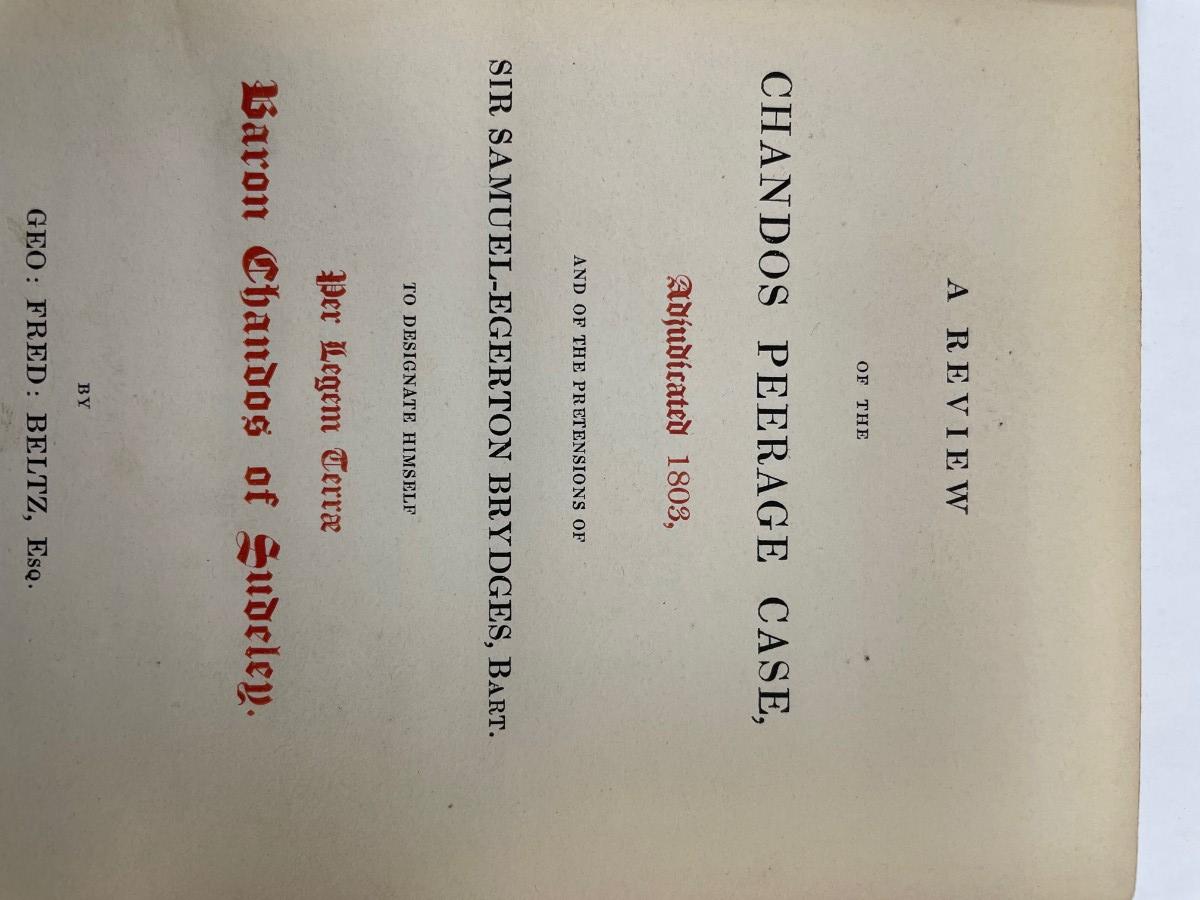 A REVIEW
OF THE
CHANDOS PEERAGE CASE,
Adjudicated 1803,
AND OF THE PRETENSIONS OF
SIR SAMUEL-EGERTON BRYDGES, BART.
TO DESIGNATE HIMSELF
Per Legem Terræ
Baron Chandos of Sudeley.
BY
GEO: FRED: BELTZ, ESQ.